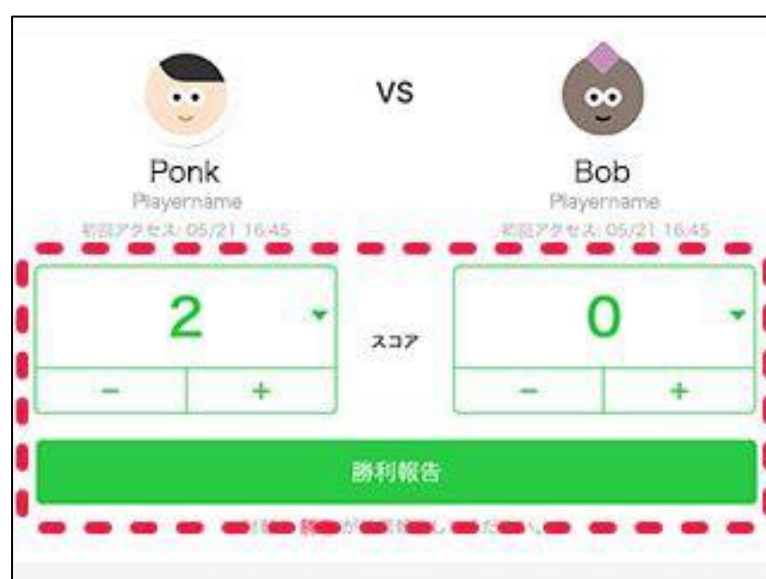 VS
Ponk
Bob
Playername
Playername
初回アクセス: 05/21 16:45
初回アクセス: 05/21 16:45
2
スコア
0
− +
− +
勝利報告